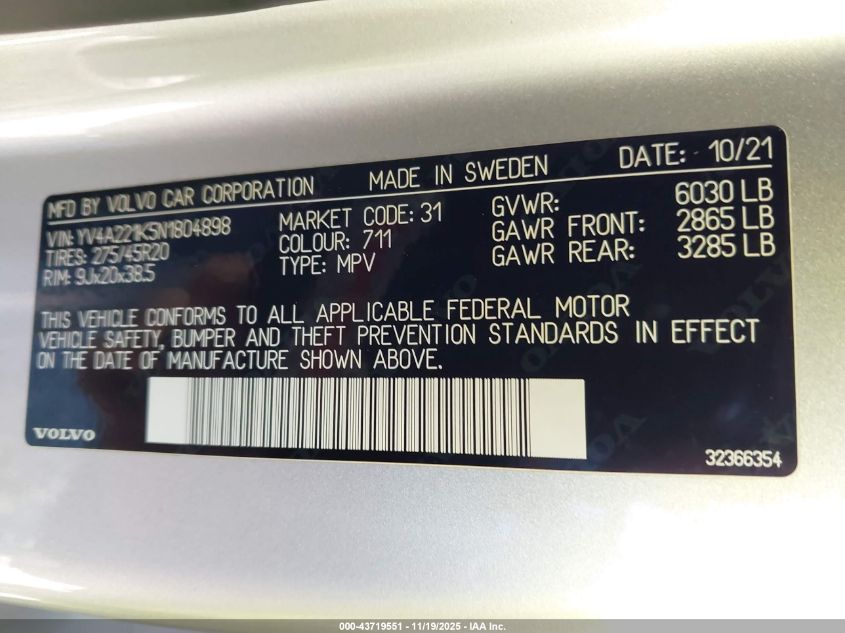 MFD BY VOLVO CAR CORPORATION MADE IN SWEDEN DATE: 10/21
VIN: YV4A221K5N1804898 MARKET CODE: 31 GVWR: 6030 LB
TIRES: 275/45R20 COLOUR: 711 GAWR FRONT: 2865 LB
RIM: 9Jx20x38.5 TYPE: MPV GAWR REAR: 3285 LB
THIS VEHICLE CONFORMS TO ALL APPLICABLE FEDERAL MOTOR
VEHICLE SAFETY, BUMPER AND THEFT PREVENTION STANDARDS IN EFFECT
ON THE DATE OF MANUFACTURE SHOWN ABOVE.
VOLVO
32366354
000-43719551 - 11/19/2025 - IAA Inc.